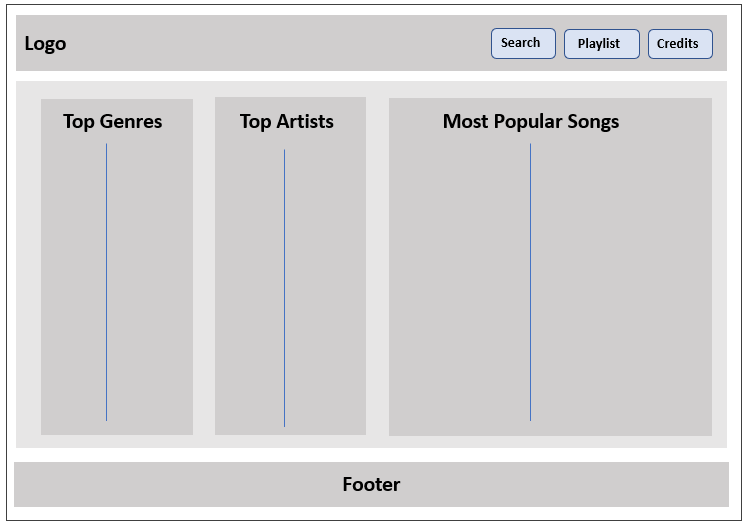 Logo
Search
Playlist
Credits
Top Genres
Top Artists
Most Popular Songs
Footer